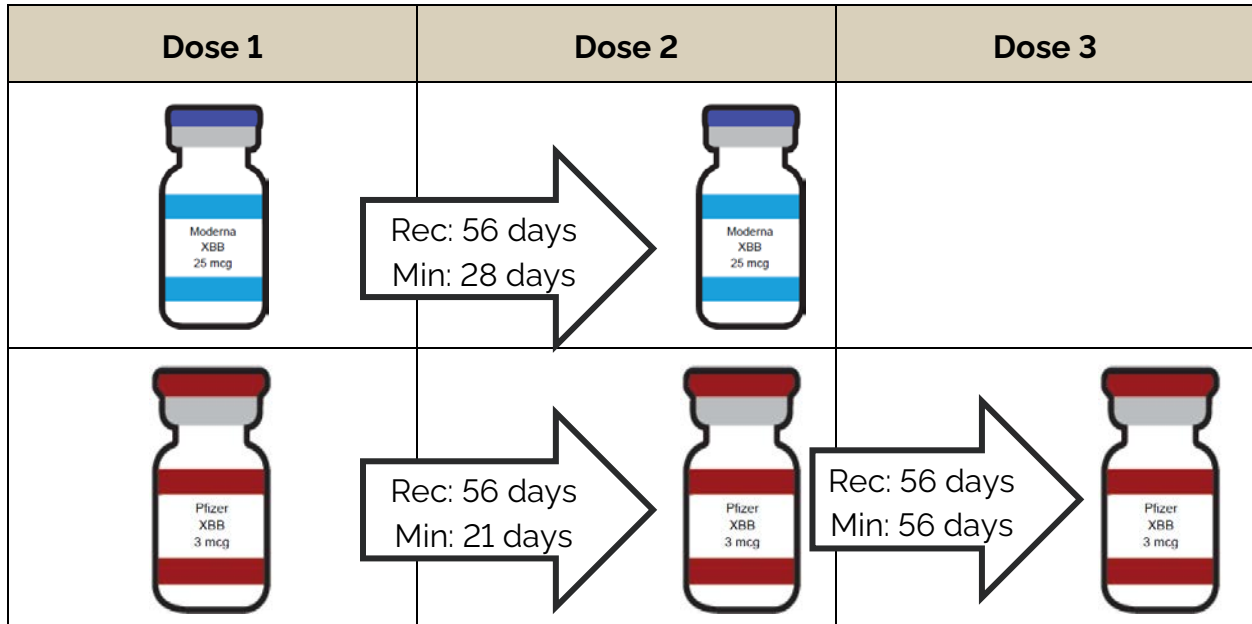 Dose 1
Dose 2
Dose 3
Moderna
XBB
25 mcg
Rec: 56 days
Min: 28 days
Moderna
XBB
25 mcg
Pfizer
XBB
3 mcg
Rec: 56 days
Min: 21 days
Pfizer
XBB
3 mcg
Rec: 56 days
Min: 56 days
Pfizer
XBB
3 mcg